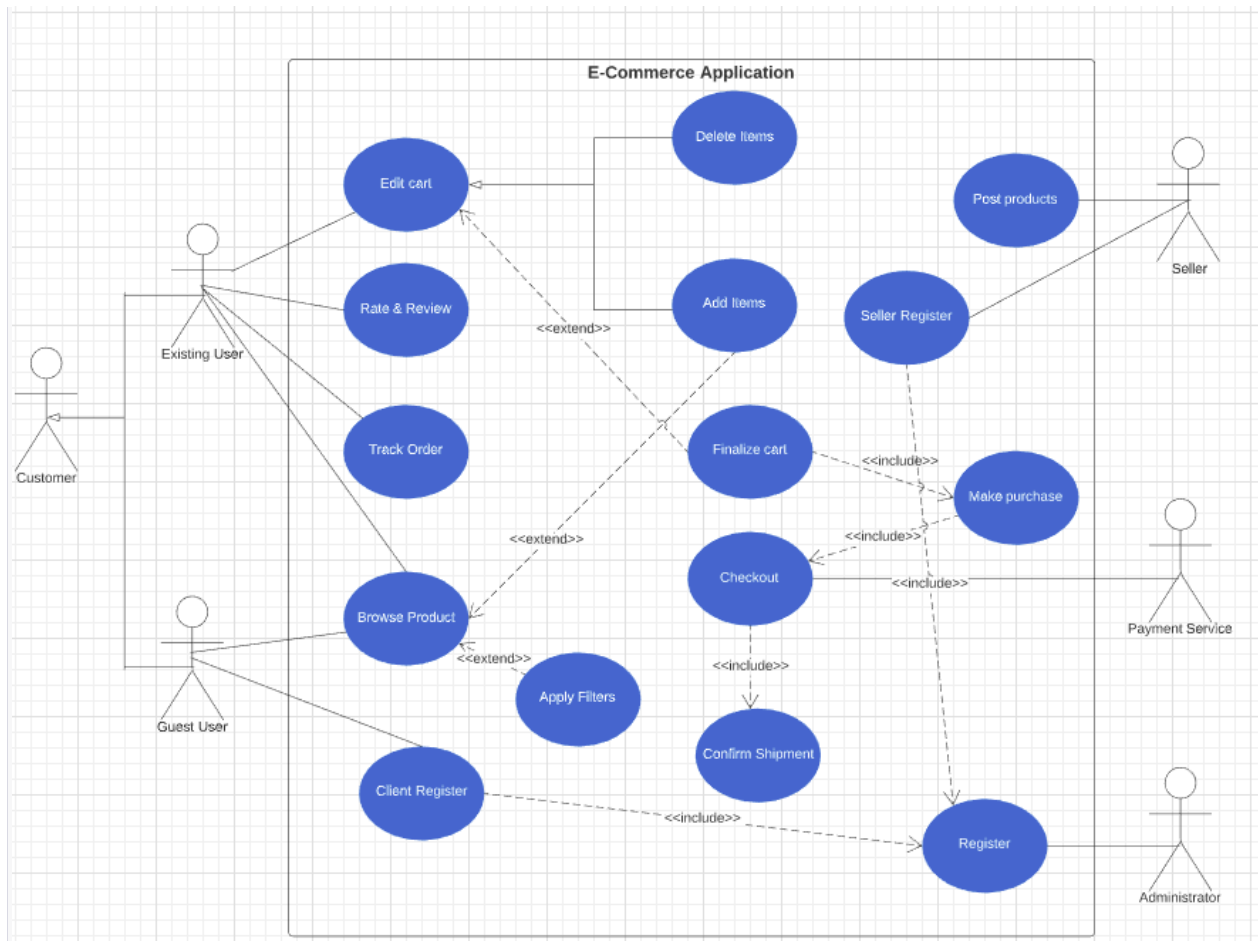 E-Commerce Application
Delete Items
Edit cart
Post products
Seller
Add Items
Rate & Review
Seller Register
<<extend>>
Existing User
Track Order
Finalize cart
<<include>>
Customer
Make purchase
<<extend>>
<<include>>
Checkout
<<include>>
Browse Product
Payment Service
<<extend>>
<<include>>
Apply Filters
Guest User
Confirm Shipment
Client Register
<<include>>
Register
Administrator